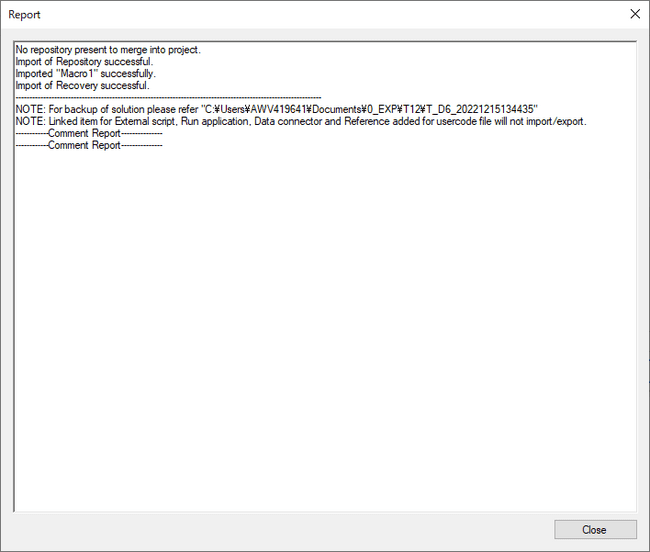 Report
No repository present to merge into project.
Import of Repository successful.
Imported "Macro1" successfully.
Import of Recovery successful.
--------------------------------------------------------------------------------------------------------------
NOTE: For backup of solution please refer "C:¥Users¥AWV419641¥Documents¥0_EXP¥T12¥T_D6_20221215134435"
NOTE: Linked item for External script, Run application, Data connector and Reference added for usercode file will not import/export.
------------Comment Report---------------
------------Comment Report---------------
Close